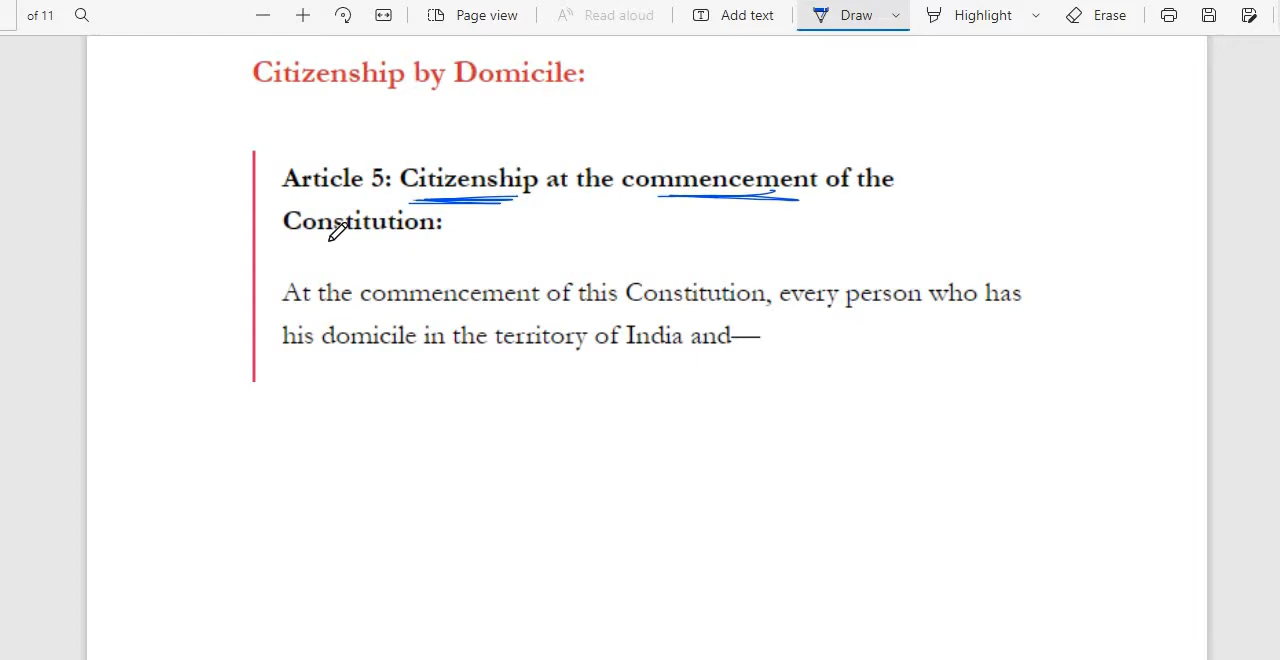 of 11 Page view Read aloud Add text Draw Highlight Erase
Citizenship by Domicile:
Article 5: Citizenship at the commencement of the
Constitution:
At the commencement of this Constitution, every person who has
his domicile in the territory of India and—